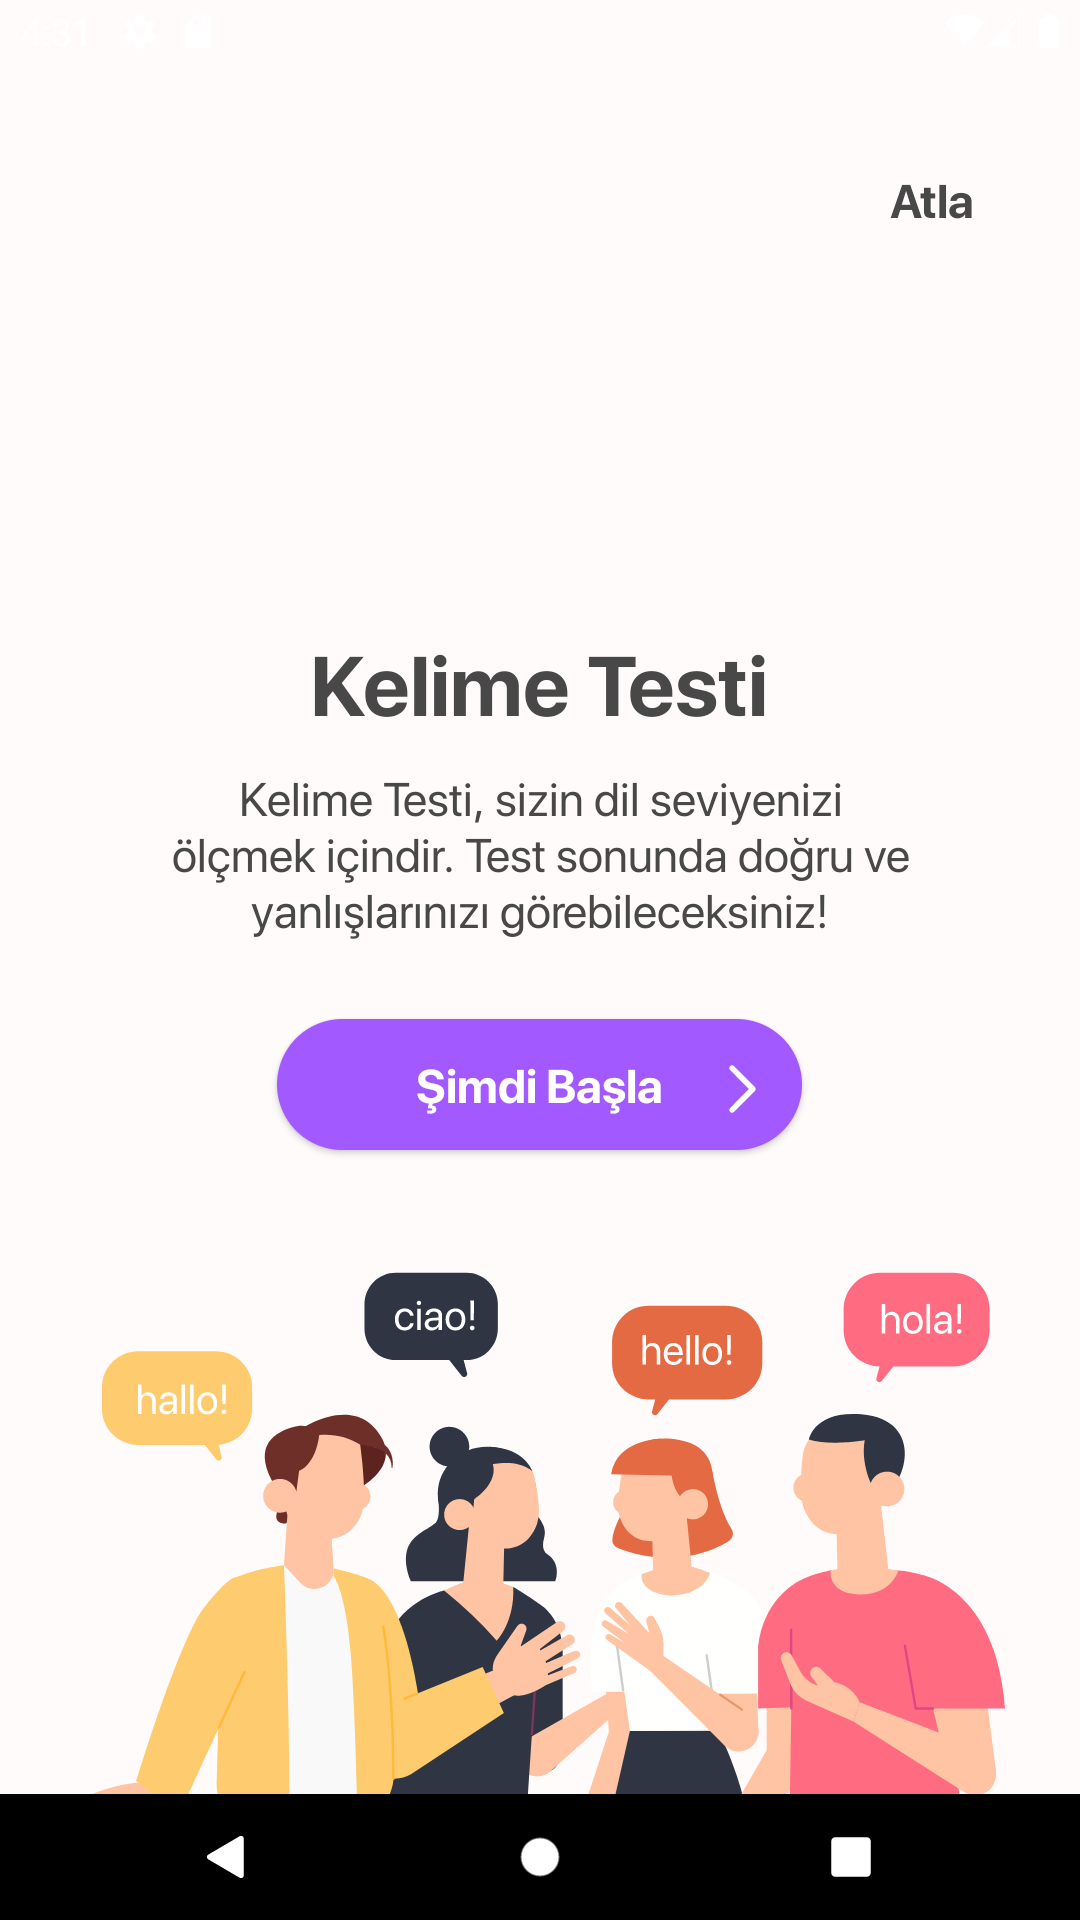 4:31
Atla
Kelime Testi
Kelime Testi, sizin dil seviyenizi
ölçmek içindir. Test sonunda doğru ve
yanlışlarınızı görebileceksiniz!
Şimdi Başla
ciao!
hola!
hello!
hallo!